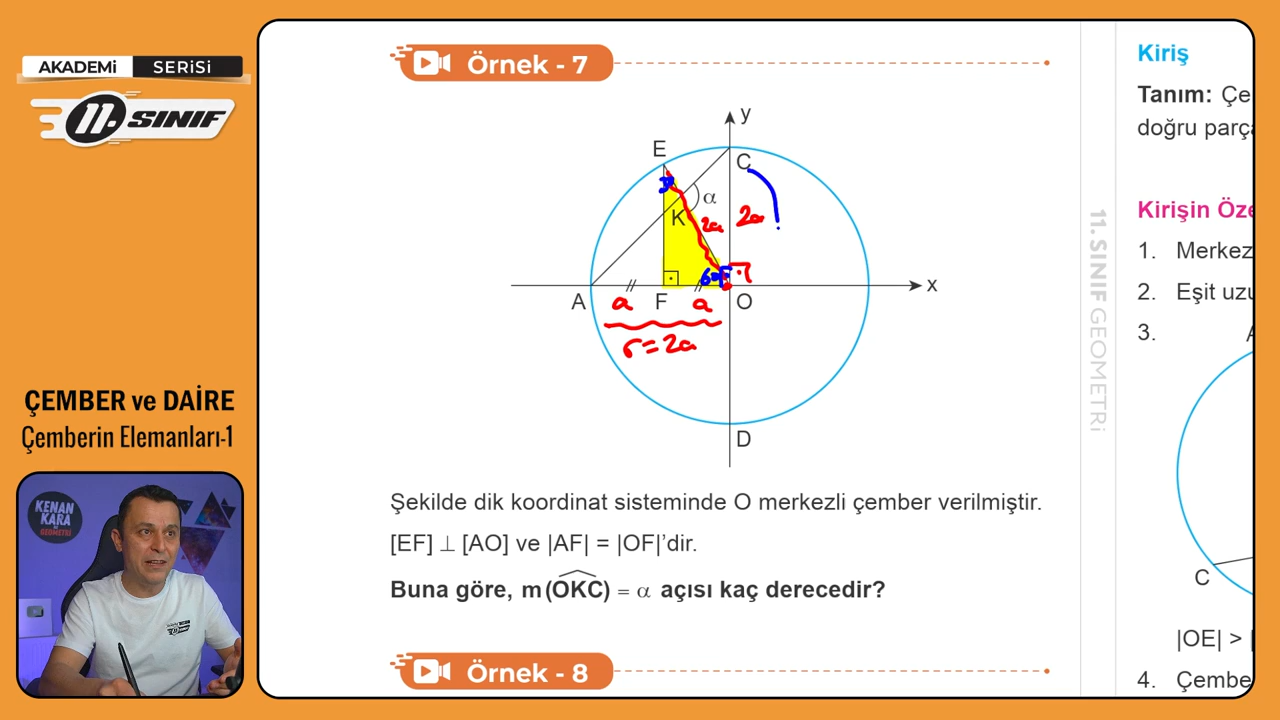 AKADEMİ SERİSİ
11. SINIF
ÇEMBER ve DAİRE
Çemberin Elemanları-1
KENAN
KARA
GEOMETRİ
Örnek - 7
y
E
C
α
30
K
2a
2a
60
A
F
O
x
a
a
r = 2a
D
Şekilde dik koordinat sisteminde O merkezli çember verilmiştir.
[EF] ⊥ [AO] ve |AF| = |OF|'dir.
Buna göre, m(OKC) = α açısı kaç derecedir?
Örnek - 8
11. SINIF GEOMETRİ
Kiriş
Tanım: Çe
doğru parça
Kirişin Öze
1. Merkez
2. Eşit uzu
3.
A
C
|OE| >
4. Çembe